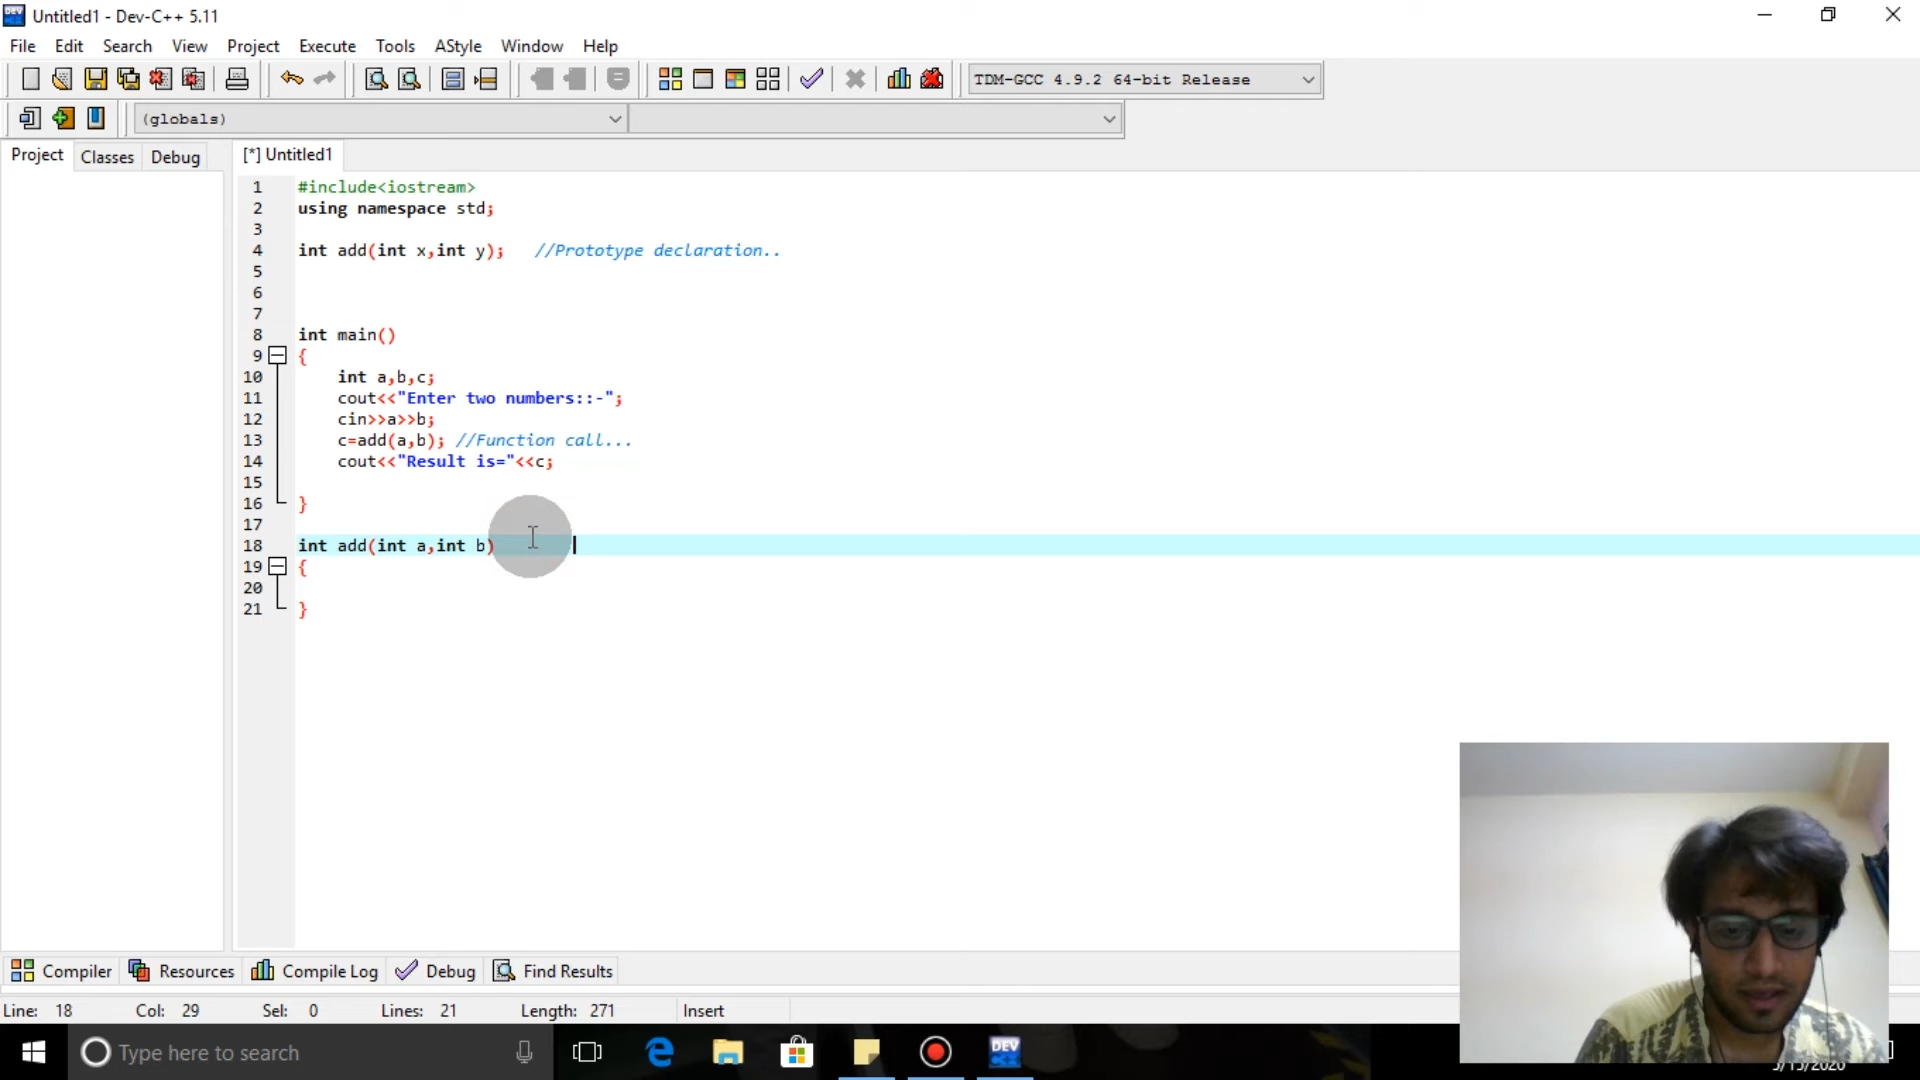 Untitled1 - Dev-C++ 5.11
File Edit Search View Project Execute Tools AStyle Window Help
TDM-GCC 4.9.2 64-bit Release
(globals)
Project Classes Debug [*] Untitled1
1 #include<iostream>
2 using namespace std;
3
4 int add(int x,int y); //Prototype declaration..
5
6
7
8 int main()
9 {
10 int a,b,c;
11 cout<<"Enter two numbers::-";
12 cin>>a>>b;
13 c=add(a,b); //Function call...
14 cout<<"Result is="<<c;
15
16 }
17
18 int add(int a,int b)
19 {
20
21 }
Compiler Resources Compile Log Debug Find Results
Line: 18 Col: 29 Sel: 0 Lines: 21 Length: 271 Insert
Type here to search
DEV